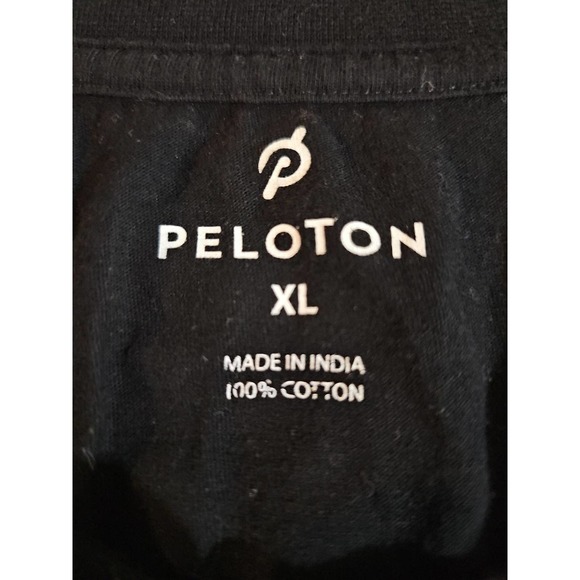 PELOTON
XL
MADE IN INDIA
100% COTTON